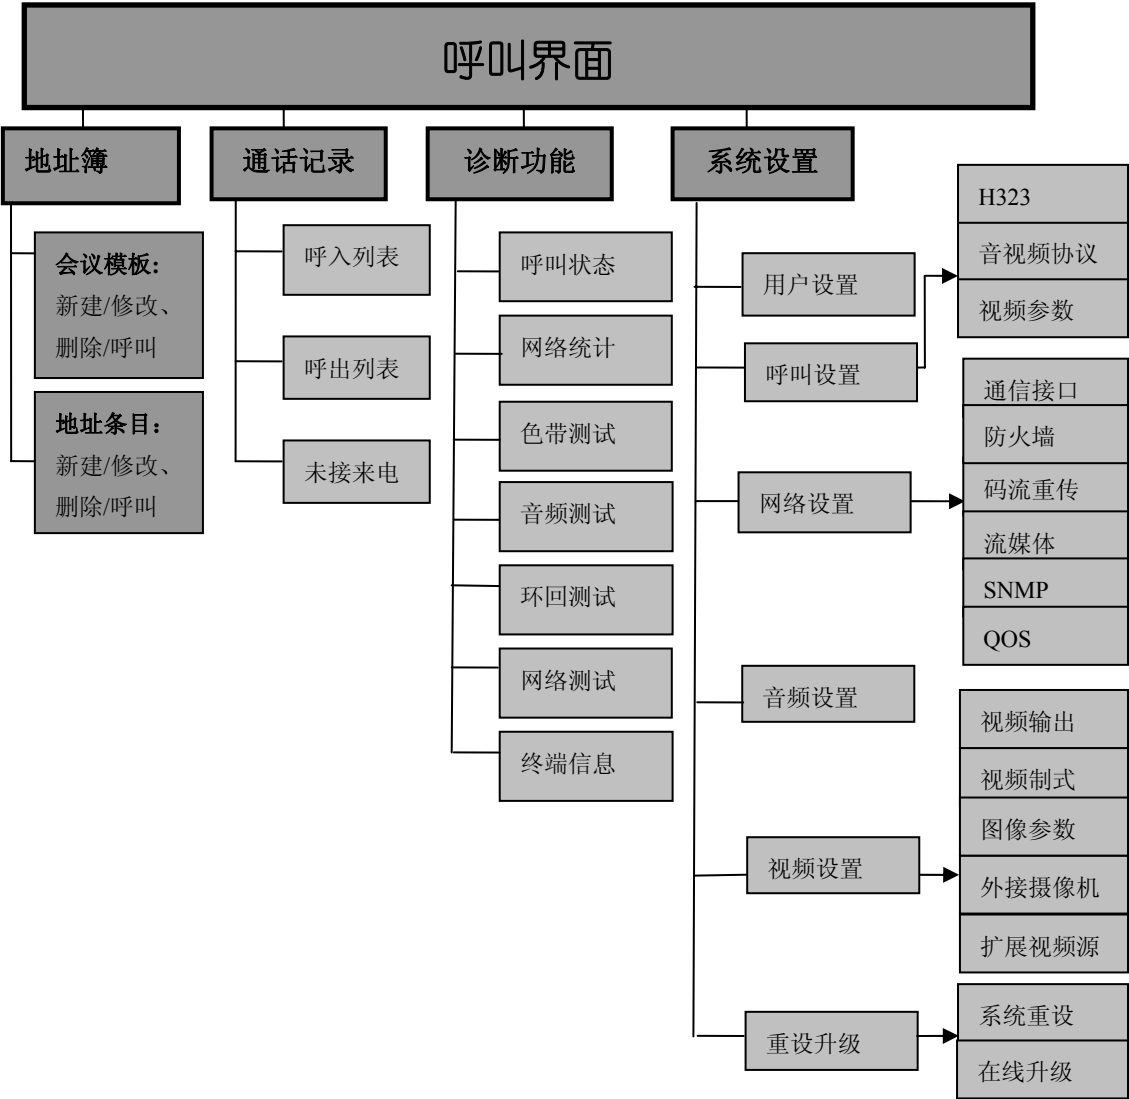 呼叫界面
地址簿
会议模板:
新建/修改、
删除/呼叫
地址条目:
新建/修改、
删除/呼叫
通话记录
呼入列表
呼出列表
未接来电
诊断功能
呼叫状态
网络统计
色带测试
音频测试
环回测试
网络测试
终端信息
系统设置
用户设置
呼叫设置
H323
音视频协议
视频参数
网络设置
通信接口
防火墙
码流重传
流媒体
SNMP
QOS
音频设置
视频设置
视频输出
视频制式
图像参数
外接摄像机
扩展视频源
重设升级
系统重设
在线升级